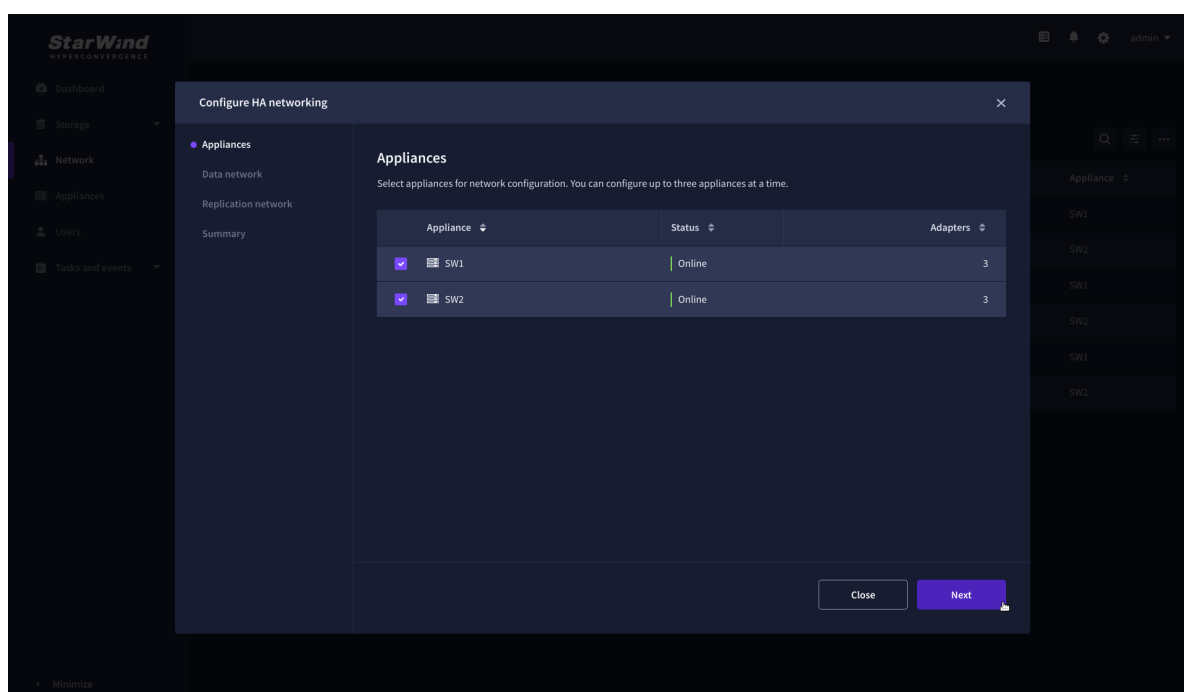 StarWind
HYPERCONVERGENCE
admin
Dashboard
Storage
Network
Appliances
Users
Tasks and events
Minimize
Configure HA networking
Appliances
Data network
Replication network
Summary
Appliances
Select appliances for network configuration. You can configure up to three appliances at a time.
Appliance Status Adapters
SW1 Online 3
SW2 Online 3
Close Next
Appliance
SW1
SW2
SW1
SW2
SW1
SW2